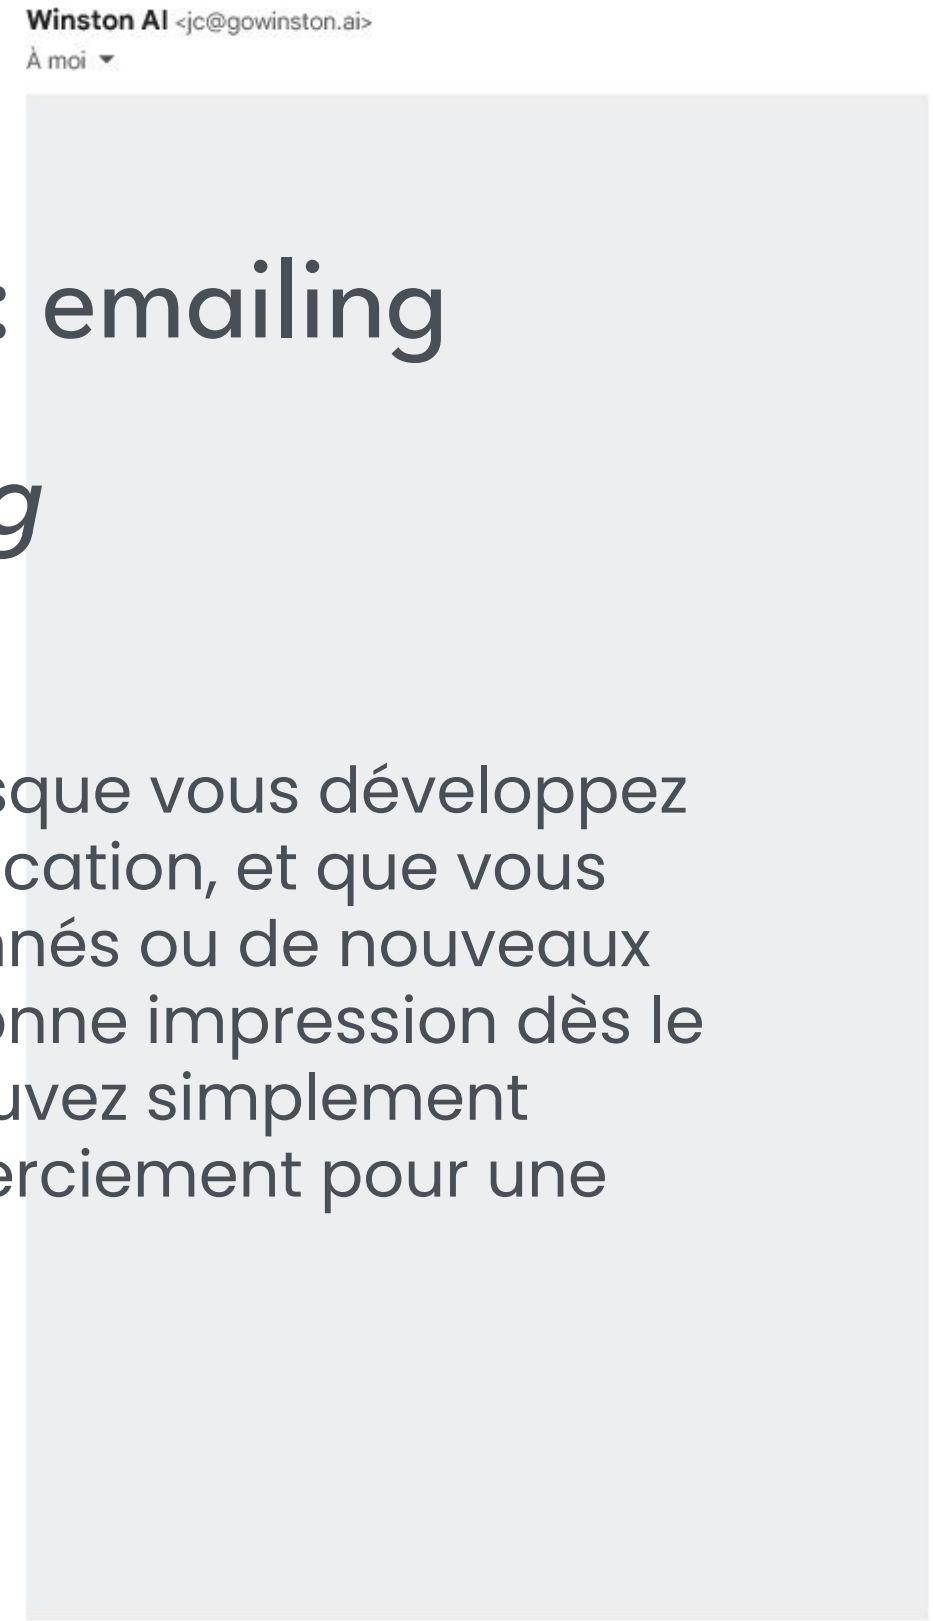 Winston AI <jc@gowinston.ai>
À moi
: emailing
g
sque vous développez
cation, et que vous
nnés ou de nouveaux
onne impression dès le
uvez simplement
erciement pour une